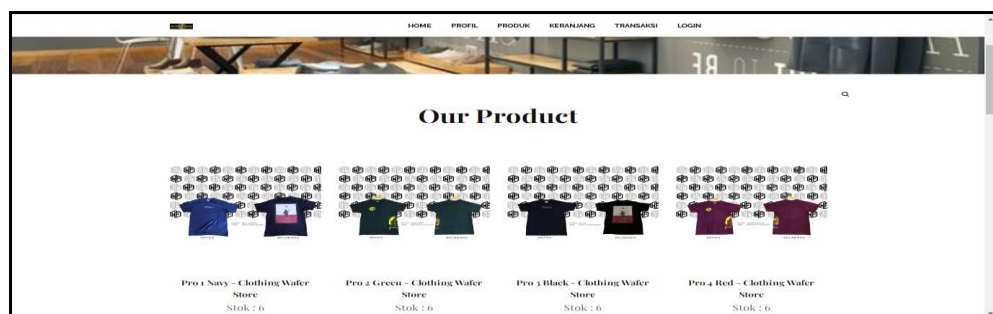 HOME PROFIL PRODUK KERANJANG TRANSAKSI LOGIN
Our Product
Pro 1 Navy - Clothing Wafer
Store
Stok : 6
Pro 2 Green - Clothing Wafer
Store
Stok : 6
Pro 3 Black - Clothing Wafer
Store
Stok : 6
Pro 4 Red - Clothing Wafer
Store
Stok : 6